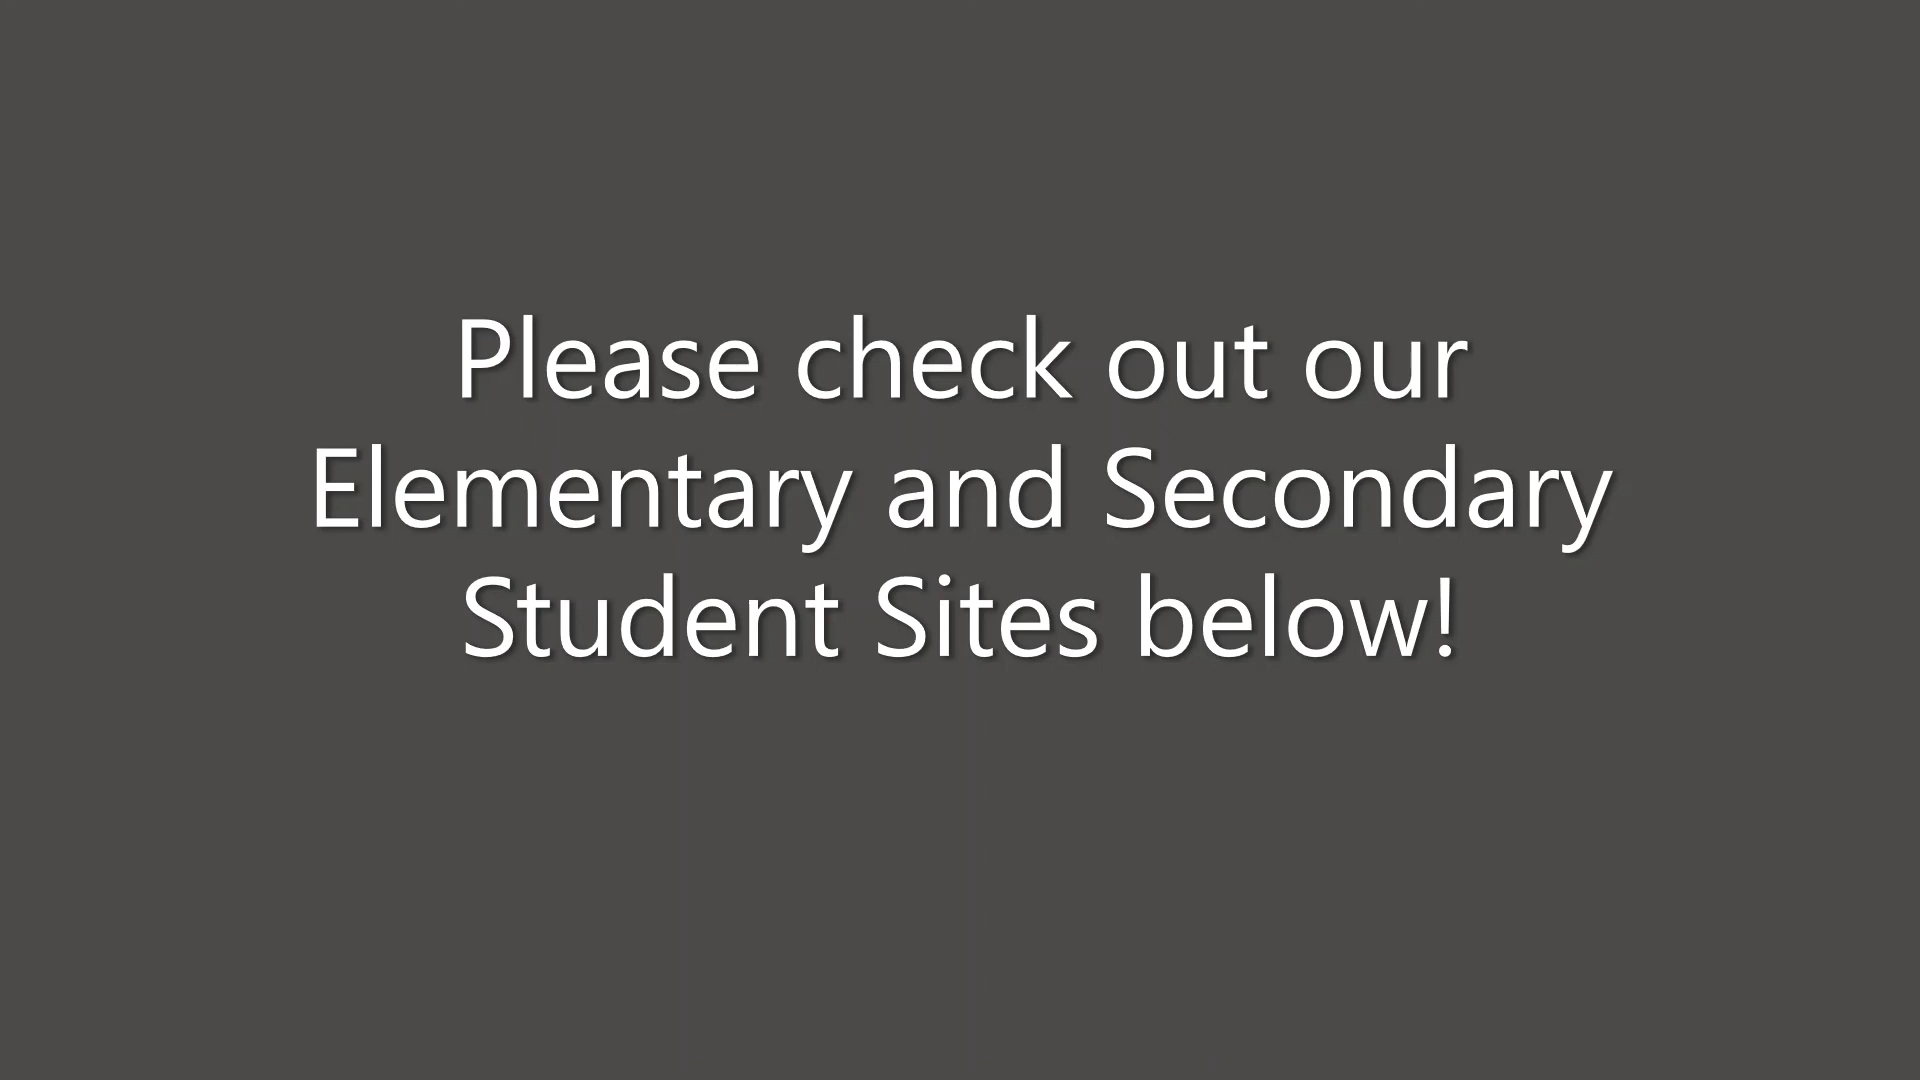 Please check out our
Elementary and Secondary
Student Sites below!